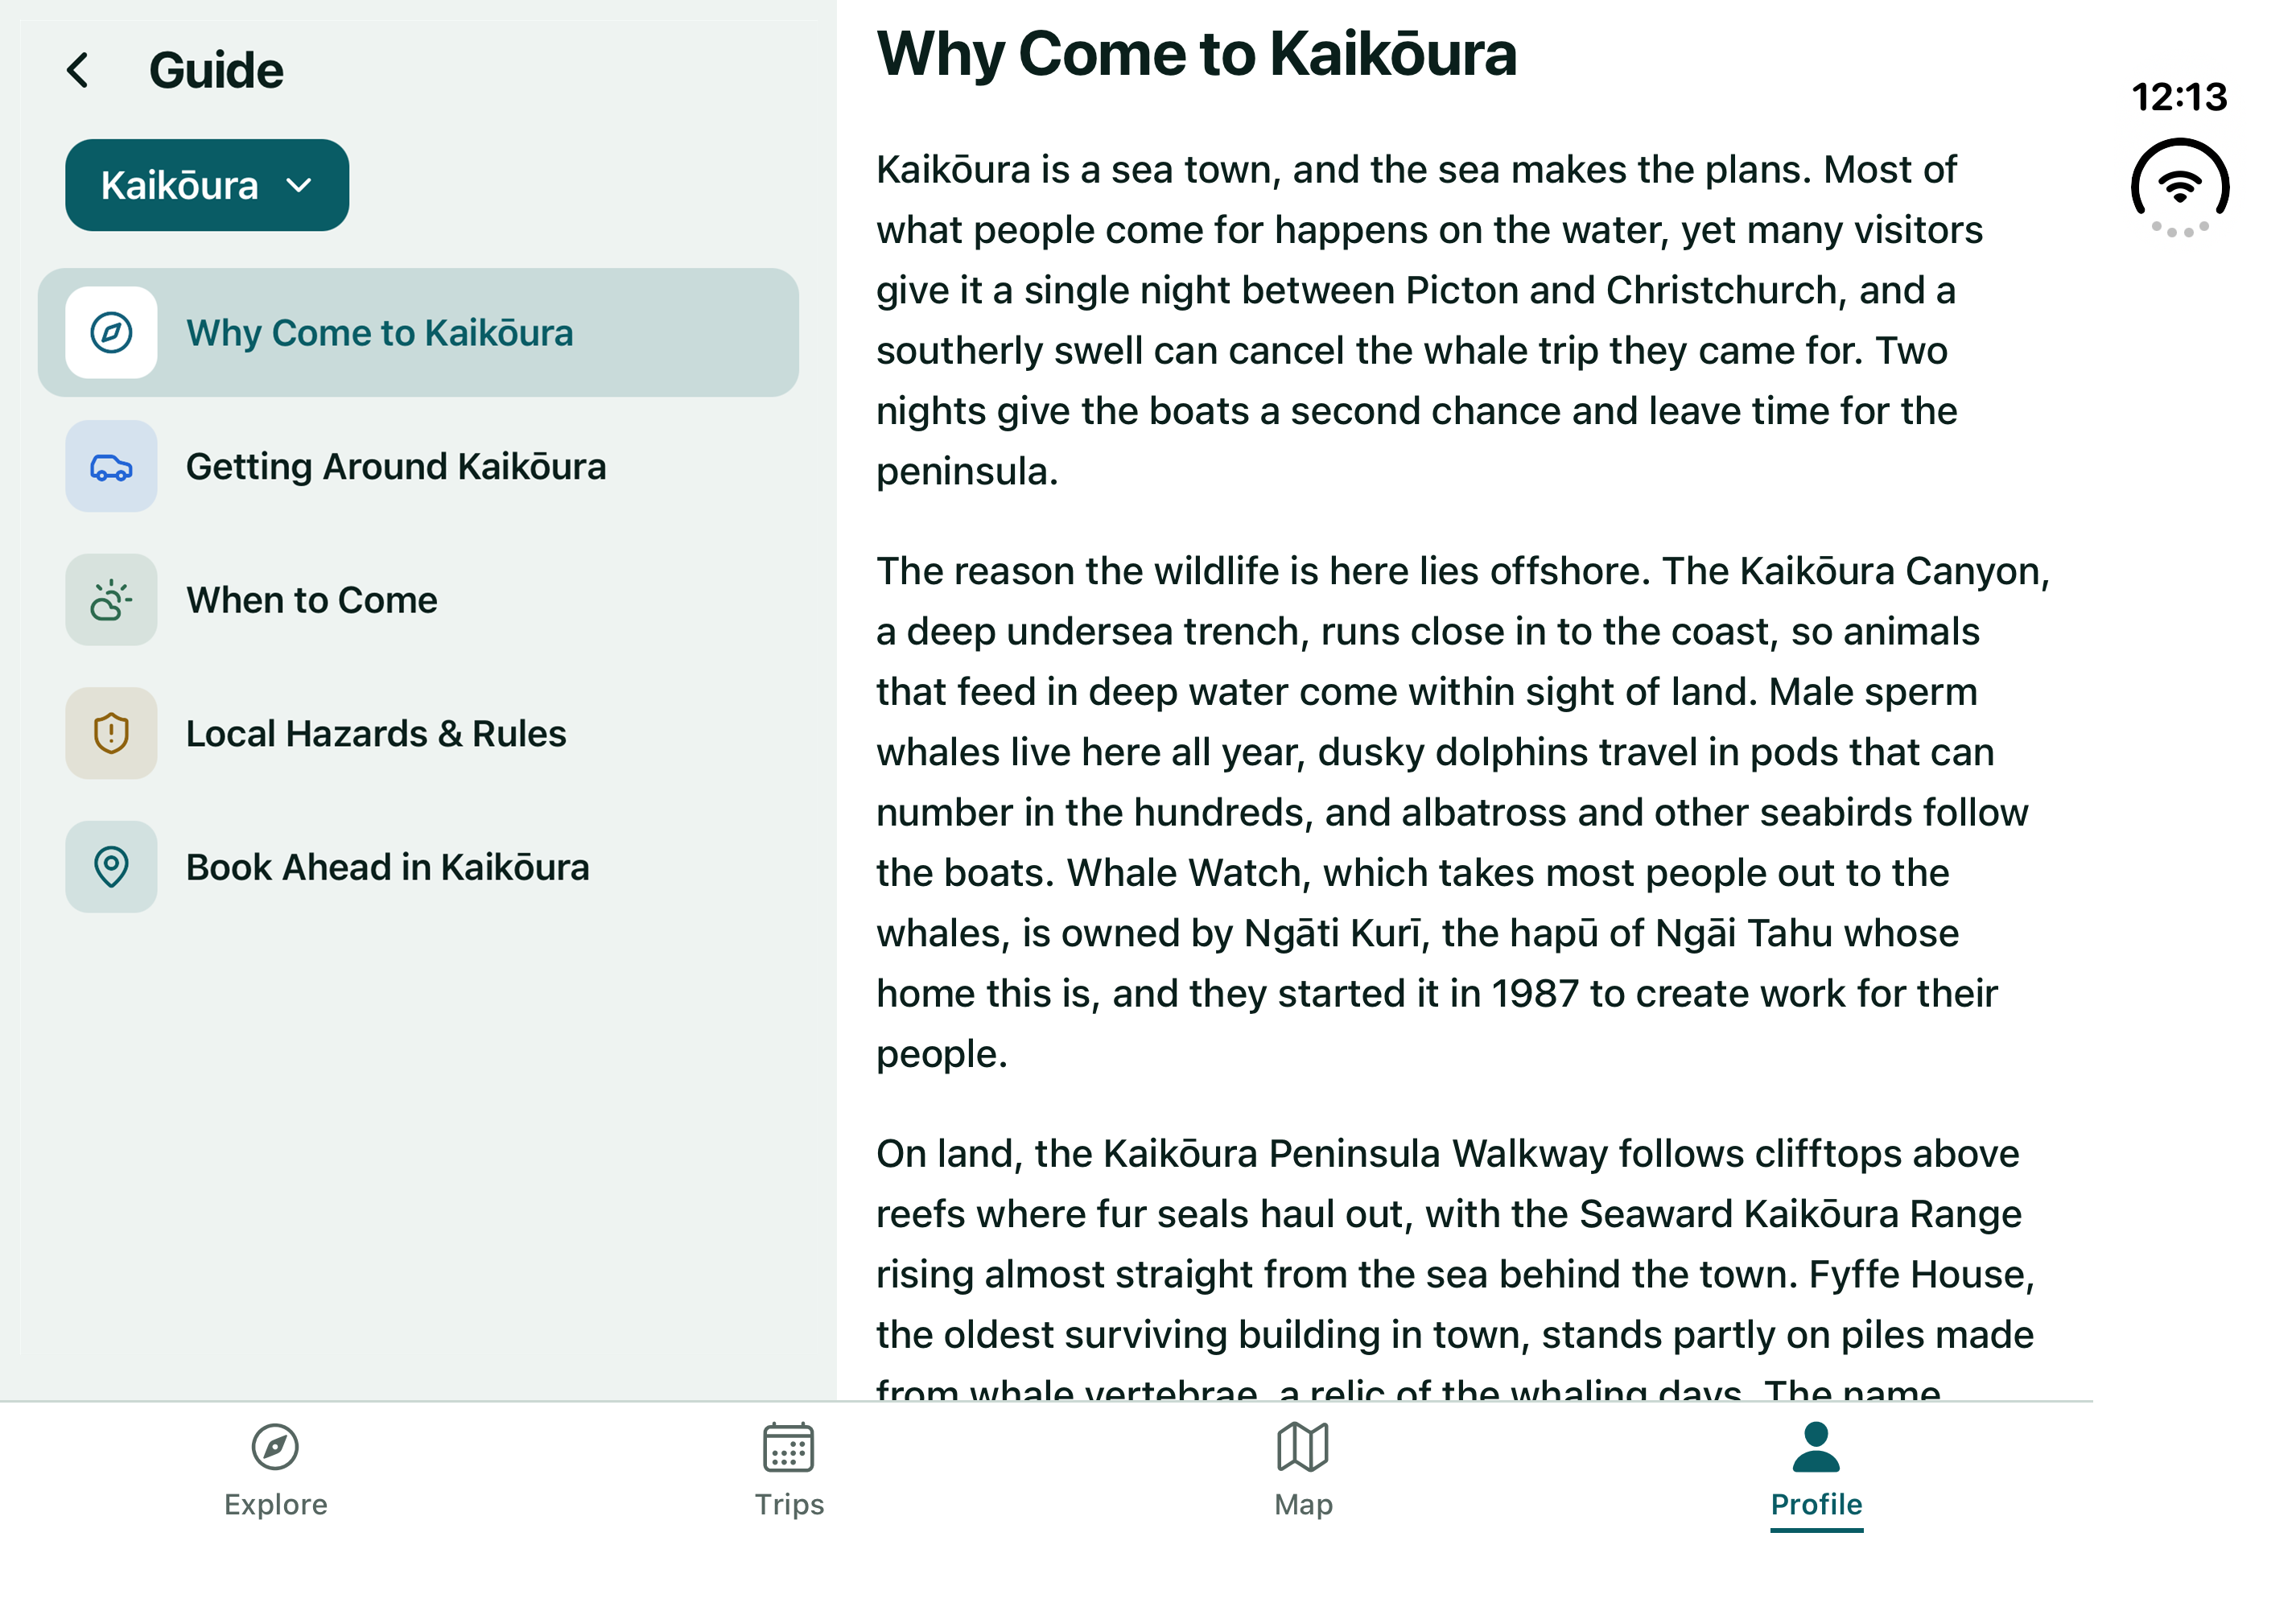 Guide
Kaikōura
Why Come to Kaikōura
Getting Around Kaikōura
When to Come
Local Hazards & Rules
Book Ahead in Kaikōura
Why Come to Kaikōura
12:13
Kaikōura is a sea town, and the sea makes the plans. Most of
what people come for happens on the water, yet many visitors
give it a single night between Picton and Christchurch, and a
southerly swell can cancel the whale trip they came for. Two
nights give the boats a second chance and leave time for the
peninsula.
The reason the wildlife is here lies offshore. The Kaikōura Canyon,
a deep undersea trench, runs close in to the coast, so animals
that feed in deep water come within sight of land. Male sperm
whales live here all year, dusky dolphins travel in pods that can
number in the hundreds, and albatross and other seabirds follow
the boats. Whale Watch, which takes most people out to the
whales, is owned by Ngāti Kurī, the hapū of Ngāi Tahu whose
home this is, and they started it in 1987 to create work for their
people.
On land, the Kaikōura Peninsula Walkway follows clifftops above
reefs where fur seals haul out, with the Seaward Kaikōura Range
rising almost straight from the sea behind the town. Fyffe House,
the oldest surviving building in town, stands partly on piles made
from whale vertebrae, a relic of the whaling days. The name
Explore
Trips
Map
Profile